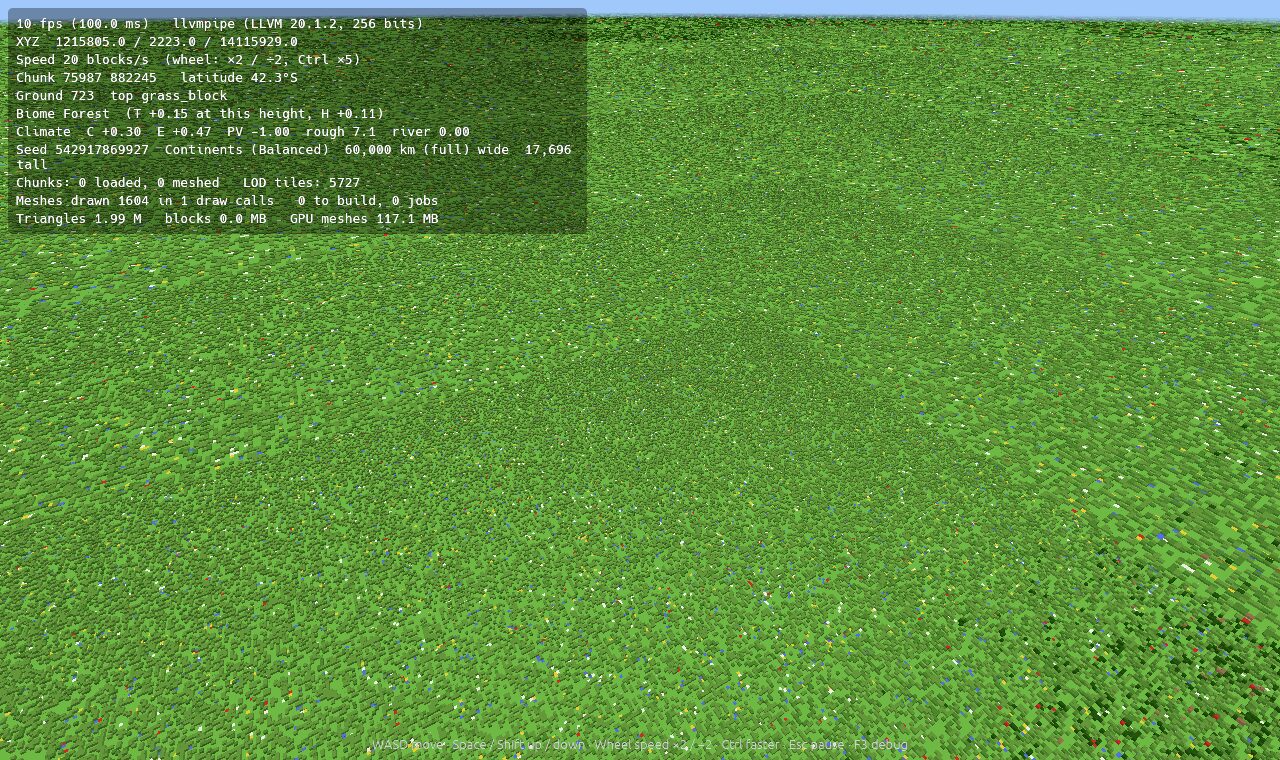 10 fps (100.0 ms)   llvmpipe (LLVM 20.1.2, 256 bits)
XYZ  1215805.0 / 2223.0 / 14115929.0
Speed 20 blocks/s  (wheel: ×2 / ÷2, Ctrl ×5)
Chunk 75987 882245   latitude 42.3°S
Ground 723  top grass_block
Biome Forest  (T +0.15 at this height, H +0.11)
Climate  C +0.30  E +0.47  PV -1.00  rough 7.1  river 0.00
Seed 542917869927  Continents (Balanced)  60,000 km (full) wide  17,696
tall
Chunks: 0 loaded, 0 meshed   LOD tiles: 5727
Meshes drawn 1604 in 1 draw calls   0 to build, 0 jobs
Triangles 1.99 M   blocks 0.0 MB   GPU meshes 117.1 MB
WASD move · Space / Shift up / down · Wheel speed ×2 / ÷2 · Ctrl faster · Esc pause · F3 debug